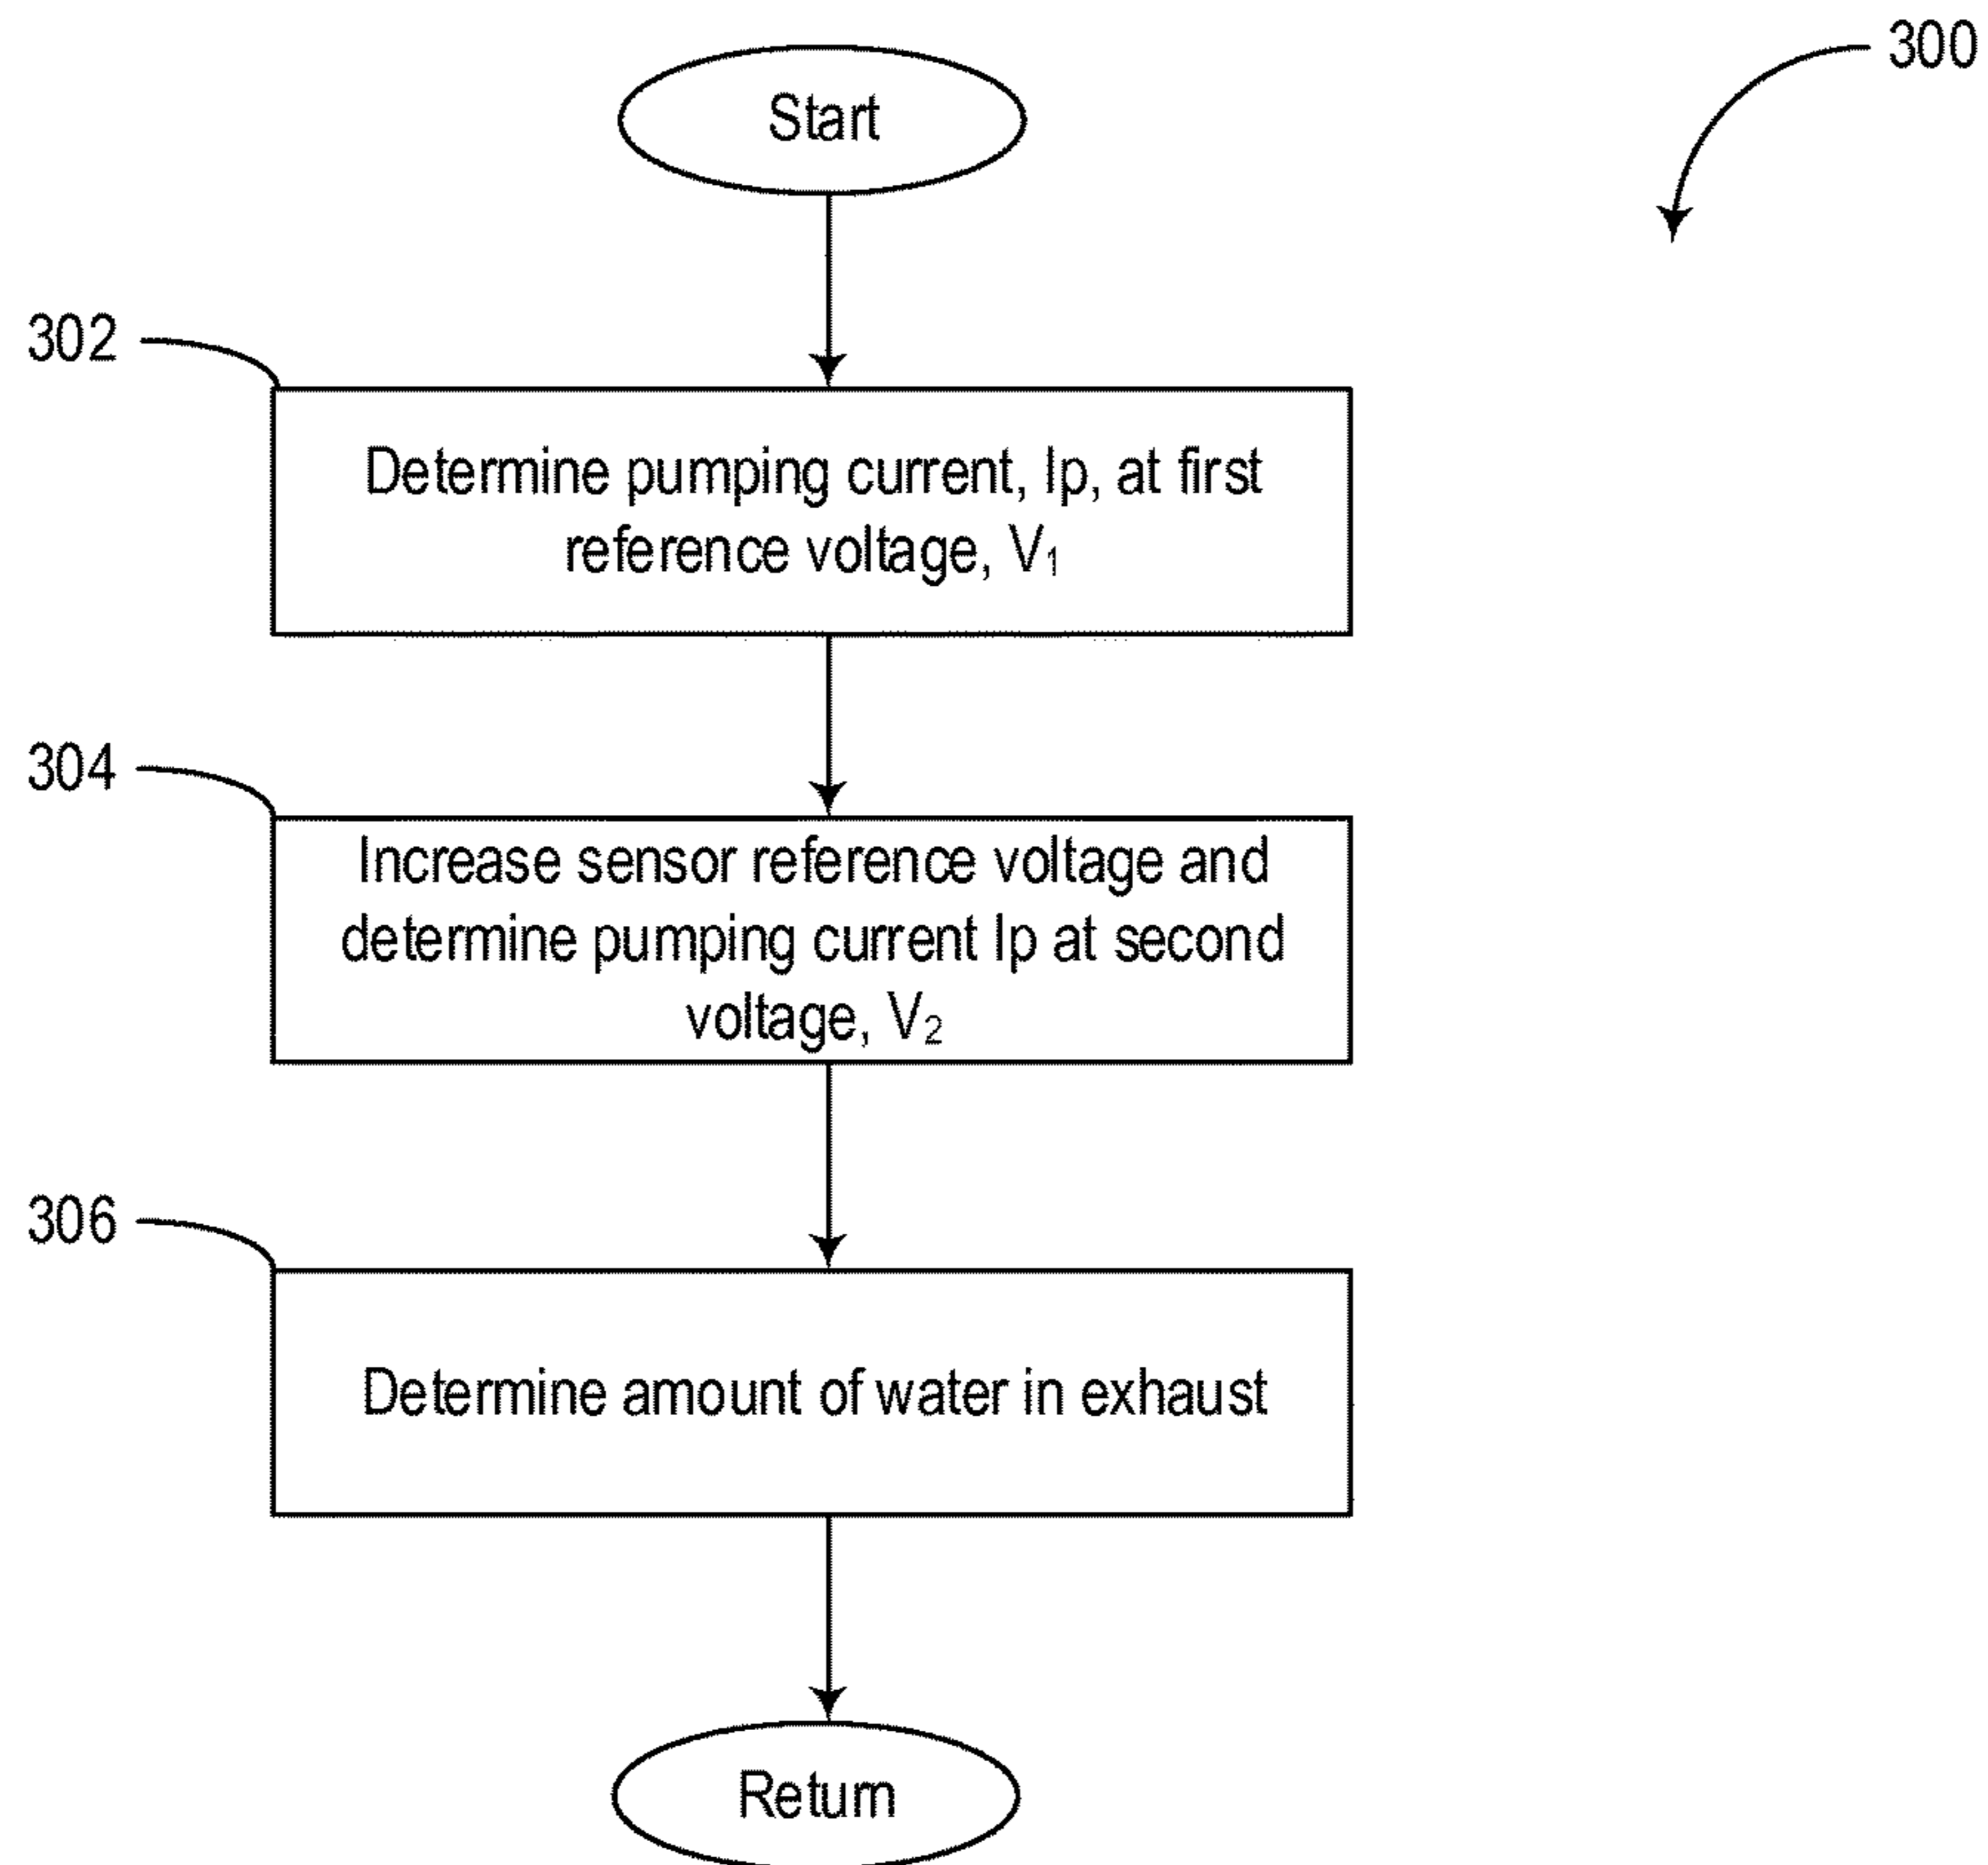 300
Start
302
Determine pumping current, Ip, at first
reference voltage, V₁
304
Increase sensor reference voltage and
determine pumping current Ip at second
voltage, V₂
306
Determine amount of water in exhaust
Return